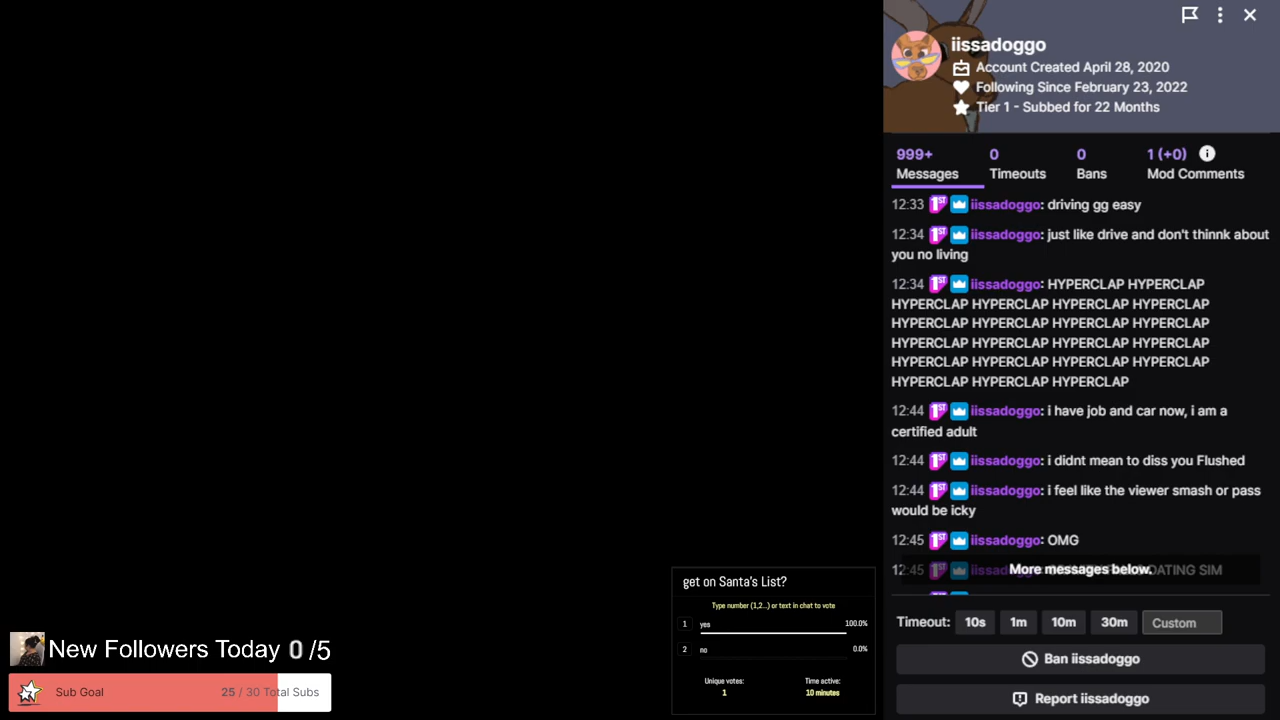 iissadoggo
Account Created April 28, 2020
Following Since February 23, 2022
Tier 1 - Subbed for 22 Months
999+ 0 0 1 (+0)
Messages Timeouts Bans Mod Comments
12:33 1ST iissadoggo: driving gg easy
12:34 1ST iissadoggo: just like drive and don't thinnk about
you no living
12:34 1ST iissadoggo: HYPERCLAP HYPERCLAP
HYPERCLAP HYPERCLAP HYPERCLAP HYPERCLAP
HYPERCLAP HYPERCLAP HYPERCLAP HYPERCLAP
HYPERCLAP HYPERCLAP HYPERCLAP HYPERCLAP
HYPERCLAP HYPERCLAP HYPERCLAP HYPERCLAP
HYPERCLAP HYPERCLAP HYPERCLAP
12:44 1ST iissadoggo: i have job and car now, i am a
certified adult
12:44 1ST iissadoggo: i didnt mean to diss you Flushed
12:44 1ST iissadoggo: i feel like the viewer smash or pass
would be icky
12:45 1ST iissadoggo: OMG
12:45 1ST DATING SIM
More messages below.
Timeout: 10s 1m 10m 30m Custom
Ban iissadoggo
Report iissadoggo
get on Santa's List?
Type number (1,2...) or text in chat to vote
1 yes 100.0%
2 no 0.0%
Unique votes: Time active:
1 10 minutes
New Followers Today 0 /5
Sub Goal 25 / 30 Total Subs